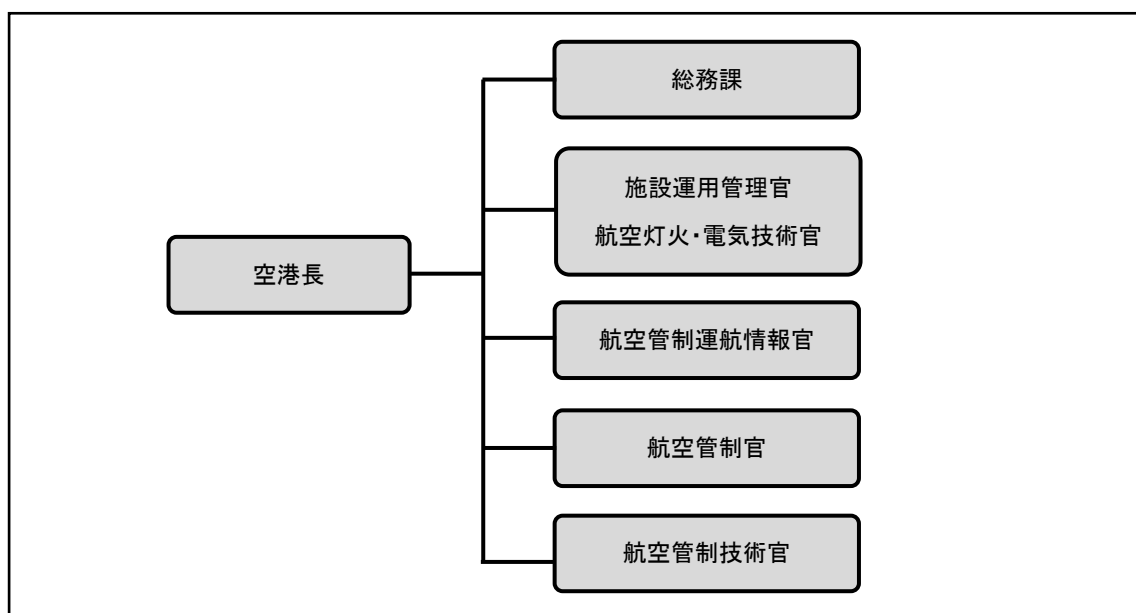 総務課
施設運用管理官
航空灯火・電気技術官
空港長
航空管制運航情報官
航空管制官
航空管制技術官